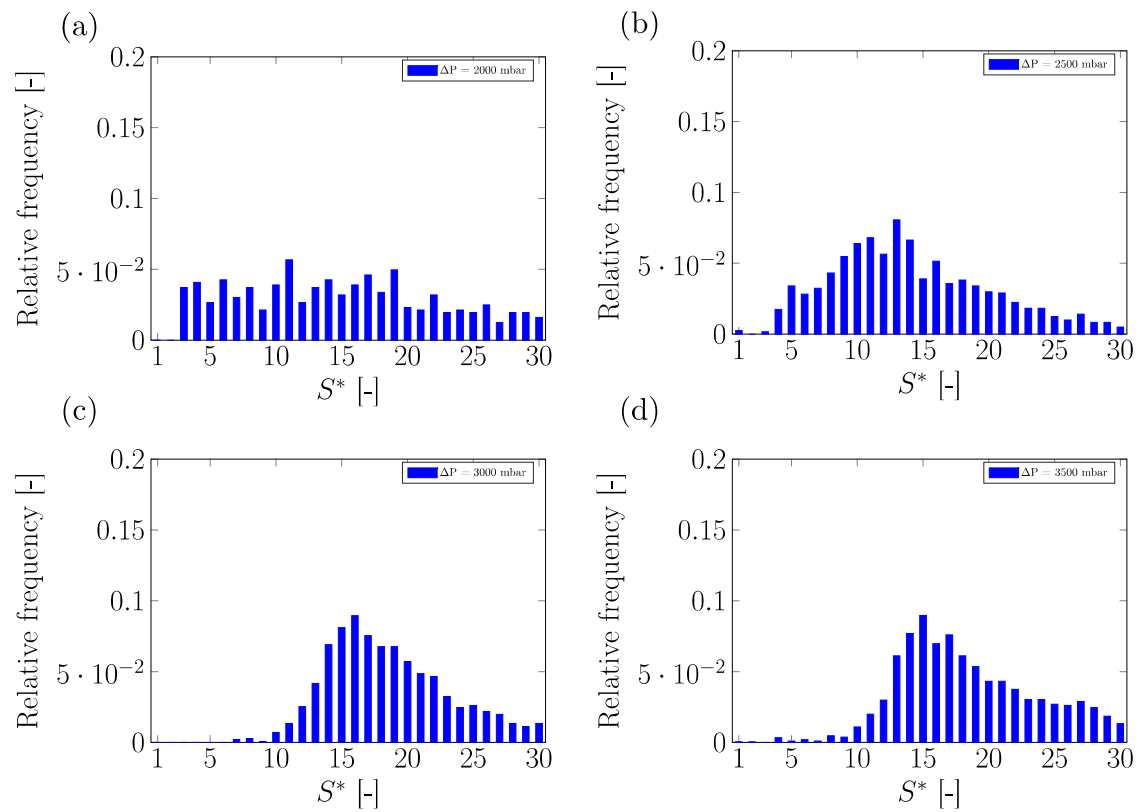 (a)
0.2
0.15
0.1
5 · 10⁻²
0
Relative frequency [-]
ΔP = 2000 mbar
1 5 10 15 20 25 30
S* [-]
(b)
0.2
0.15
0.1
5 · 10⁻²
0
Relative frequency [-]
ΔP = 2500 mbar
1 5 10 15 20 25 30
S* [-]
(c)
0.2
0.15
0.1
5 · 10⁻²
0
Relative frequency [-]
ΔP = 3000 mbar
1 5 10 15 20 25 30
S* [-]
(d)
0.2
0.15
0.1
5 · 10⁻²
0
Relative frequency [-]
ΔP = 3500 mbar
1 5 10 15 20 25 30
S* [-]